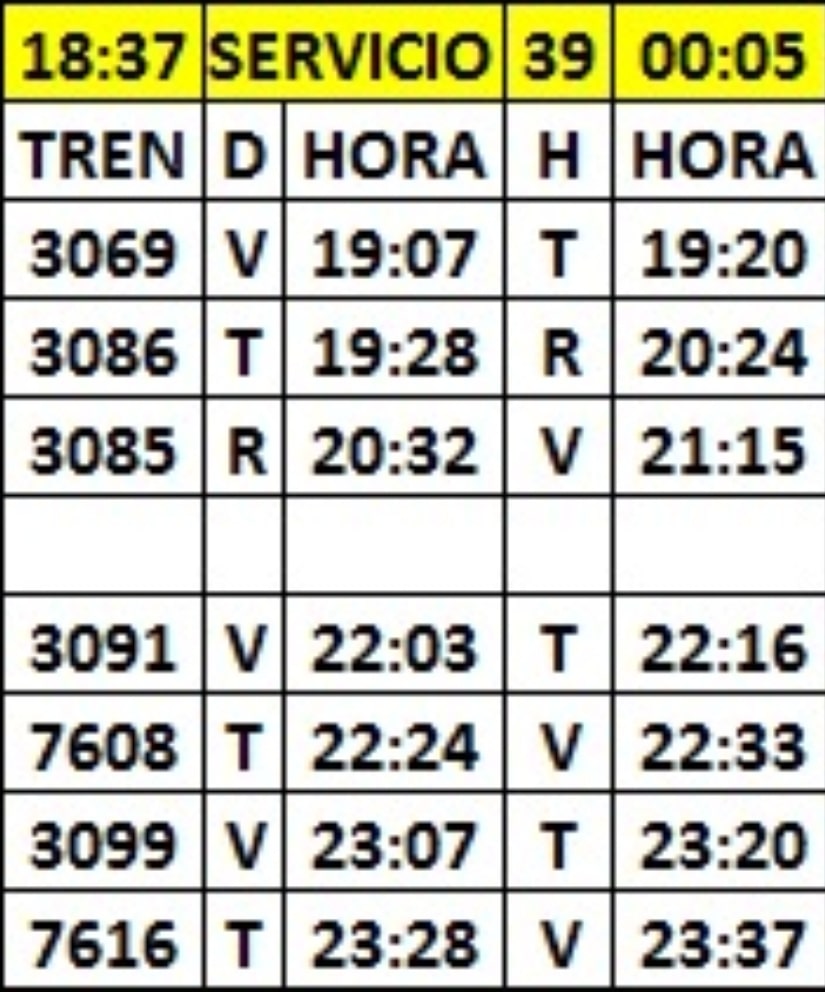 18:37 SERVICIO 39 00:05
TREN D HORA H HORA
3069 V 19:07 T 19:20
3086 T 19:28 R 20:24
3085 R 20:32 V 21:15
3091 V 22:03 T 22:16
7608 T 22:24 V 22:33
3099 V 23:07 T 23:20
7616 T 23:28 V 23:37